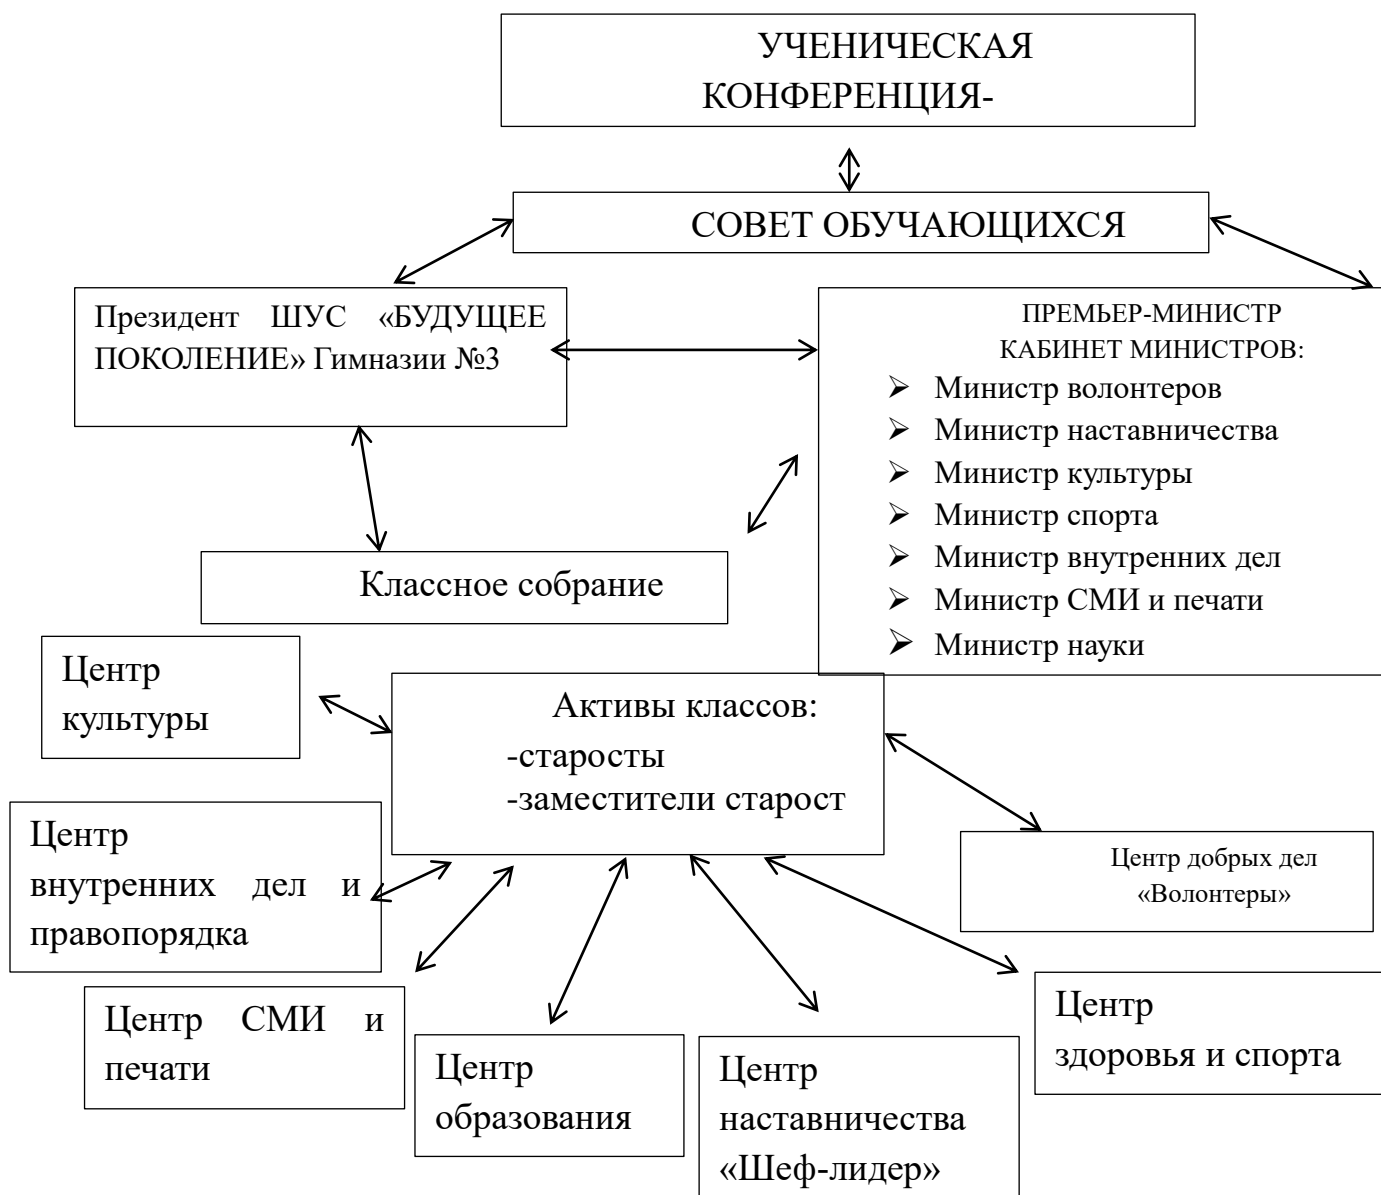 УЧЕНИЧЕСКАЯ
КОНФЕРЕНЦИЯ-
СОВЕТ ОБУЧАЮЩИХСЯ
Президент ШУС «БУДУЩЕЕ
ПОКОЛЕНИЕ» Гимназии №3
ПРЕМЬЕР-МИНИСТР
КАБИНЕТ МИНИСТРОВ:
Министр волонтеров
Министр наставничества
Министр культуры
Министр спорта
Министр внутренних дел
Министр СМИ и печати
Министр науки
Классное собрание
Центр
культуры
Активы классов:
-старосты
-заместители старост
Центр
внутренних дел и
правопорядка
Центр добрых дел
«Волонтеры»
Центр СМИ и
печати
Центр
образования
Центр
наставничества
«Шеф-лидер»
Центр
здоровья и спорта